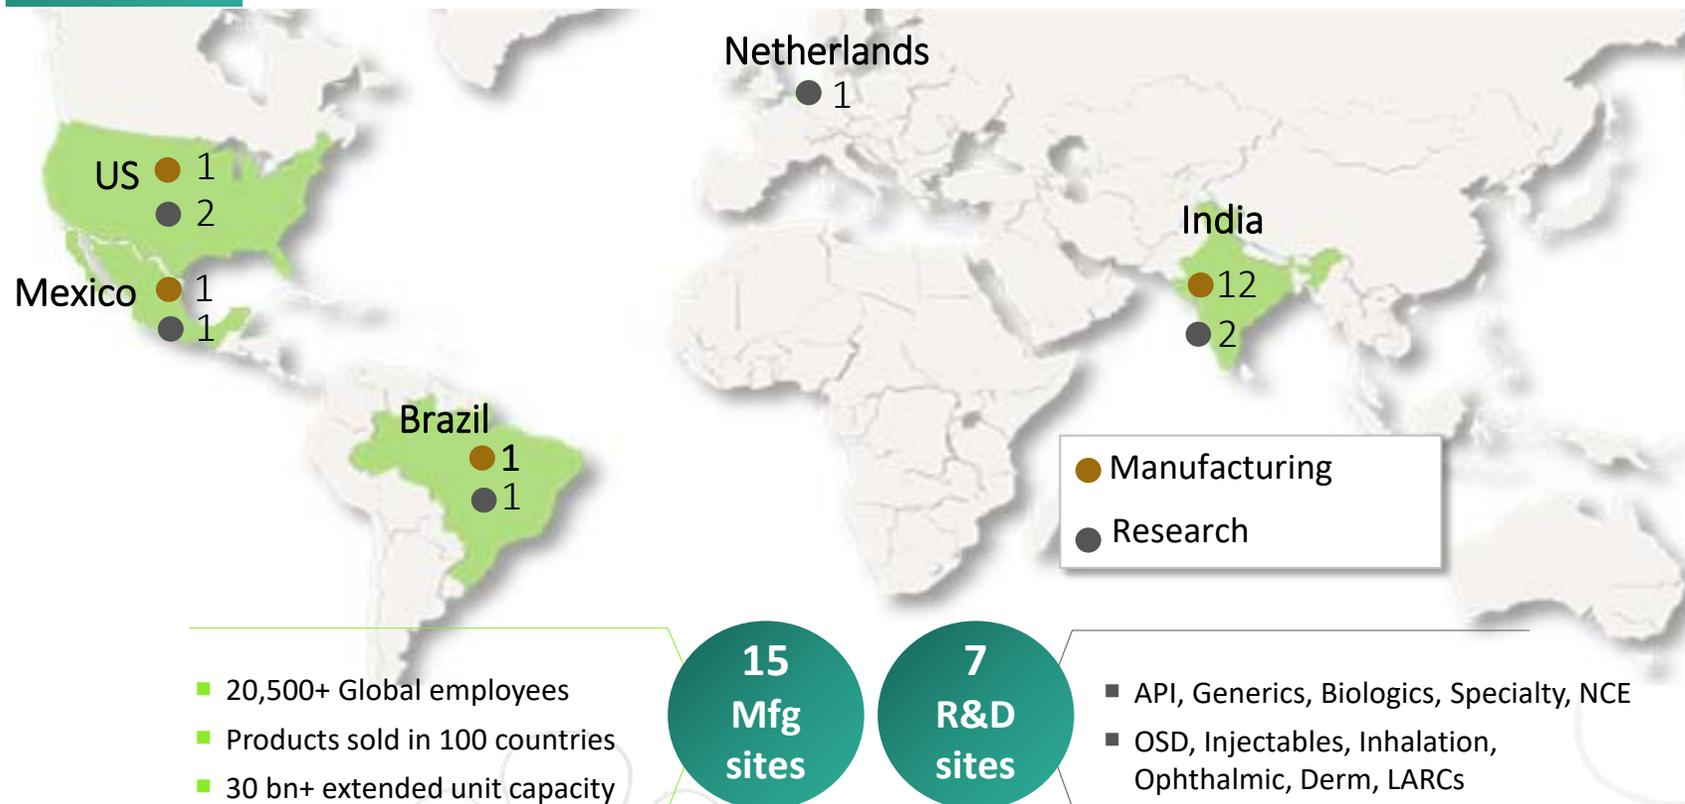 Netherlands
1
US
1
2
India
Mexico
1
1
12
2
Brazil
1
1
Manufacturing
Research
15
Mfg
sites
7
R&D
sites
20,500+ Global employees
Products sold in 100 countries
30 bn+ extended unit capacity
API, Generics, Biologics, Specialty, NCE
OSD, Injectables, Inhalation,
Ophthalmic, Derm, LARCs